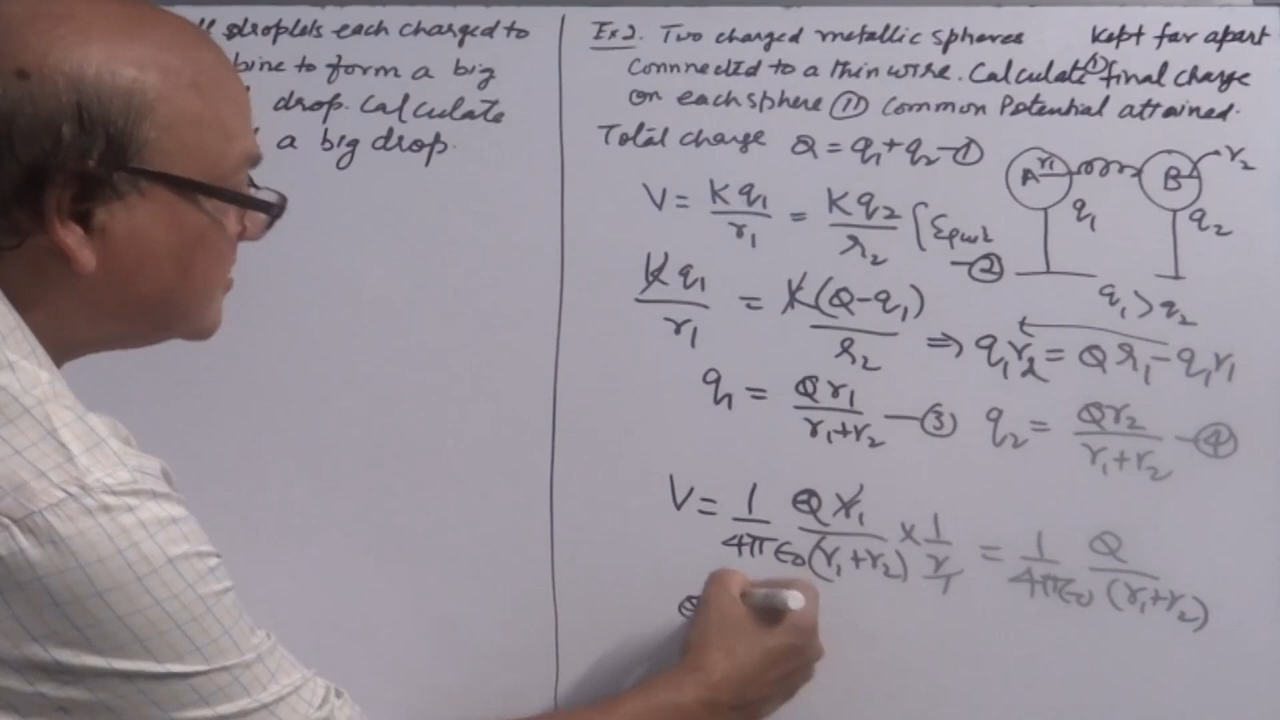 droplets each charged to
bine to form a big
drop. Calculate
a big drop.
Ex2. Two charged metallic spheres kept far apart
connnected to a thin wire. Calculate ① final charge
on each sphere ⑪ common Potential attained.
Total charge Q = q₁+q₂ —①
A r₁ B r₂
q₁ q₂
V = Kq₁/r₁ = Kq₂/r₂ —②
q₁ > q₂
Kq₁/r₁ = K(Q-q₁)/r₂ ⇒ q₁r₂ = Qr₁ - q₁r₁
q₁ = Qr₁/(r₁+r₂) —③ q₂ = Qr₂/(r₁+r₂) —④
V = 1/4πε₀ Qr₁/(r₁+r₂) × 1/r₁ = 1/4πε₀ Q/(r₁+r₂)